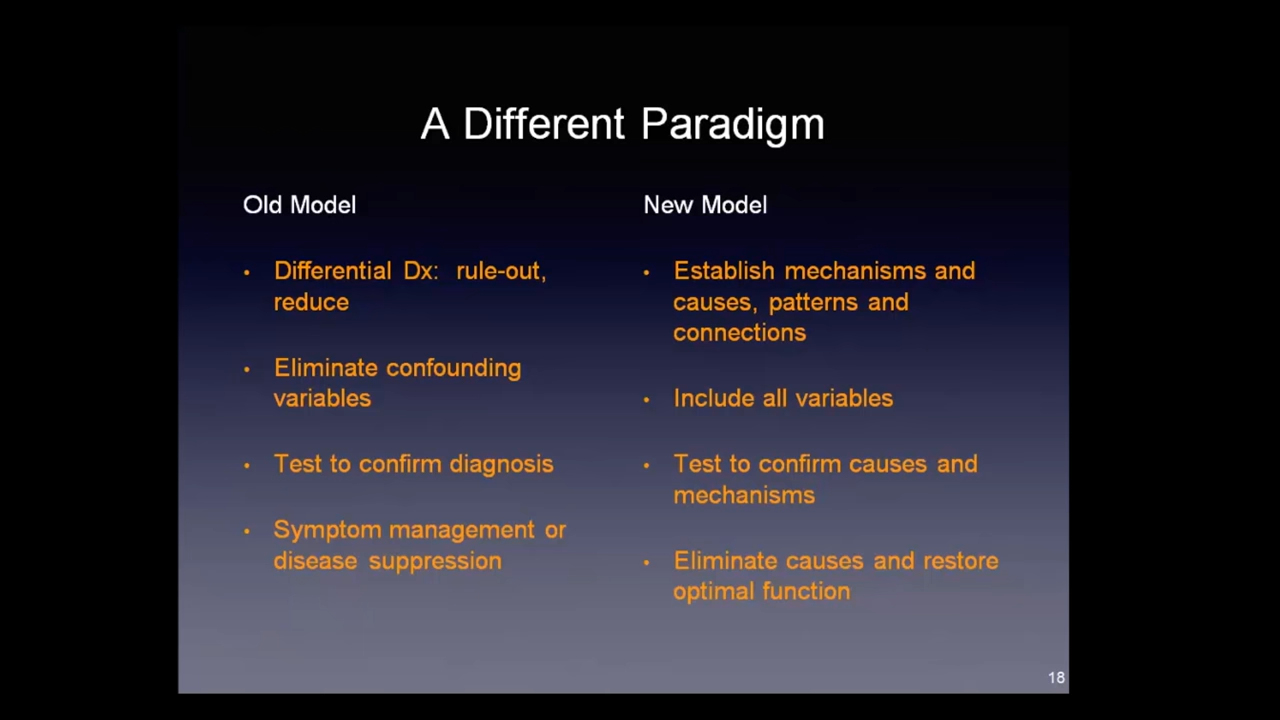 A Different Paradigm
Old Model
• Differential Dx: rule-out,
reduce
• Eliminate confounding
variables
• Test to confirm diagnosis
• Symptom management or
disease suppression
New Model
• Establish mechanisms and
causes, patterns and
connections
• Include all variables
• Test to confirm causes and
mechanisms
• Eliminate causes and restore
optimal function
18